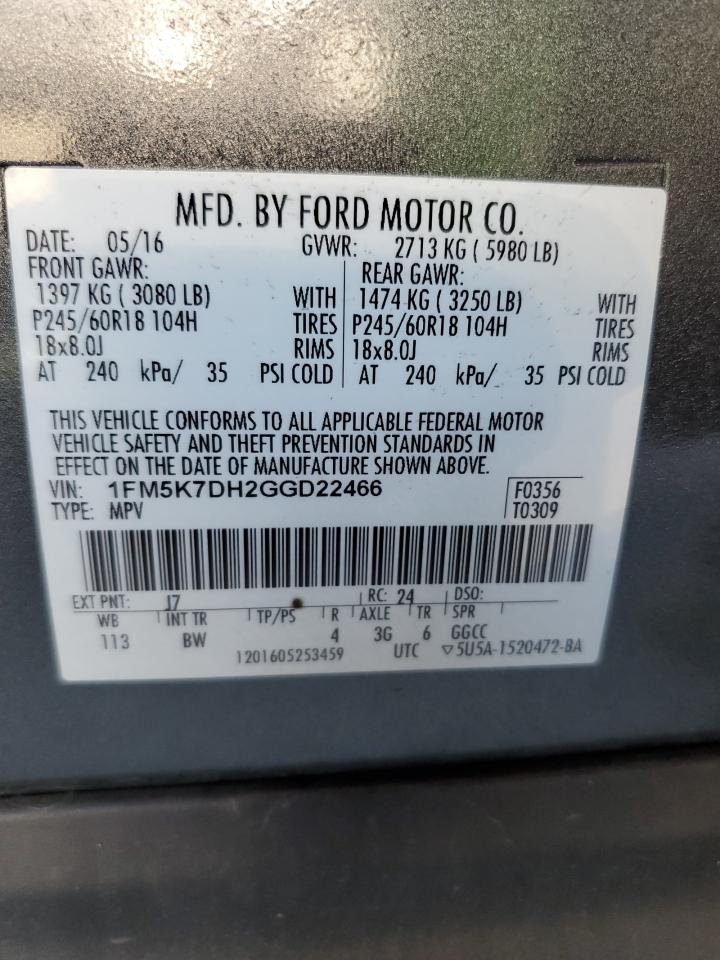 MFD. BY FORD MOTOR CO.
DATE: 05/16 GVWR: 2713 KG ( 5980 LB)
FRONT GAWR: REAR GAWR:
1397 KG ( 3080 LB) WITH 1474 KG ( 3250 LB) WITH
P245/60R18 104H TIRES P245/60R18 104H TIRES
18x8.0J RIMS 18x8.0J RIMS
AT 240 kPa/ 35 PSI COLD AT 240 kPa/ 35 PSI COLD
THIS VEHICLE CONFORMS TO ALL APPLICABLE FEDERAL MOTOR
VEHICLE SAFETY AND THEFT PREVENTION STANDARDS IN
EFFECT ON THE DATE OF MANUFACTURE SHOWN ABOVE.
VIN: 1FM5K7DH2GGD22466 F0356
TYPE: MPV T0309
EXT PNT: J7 RC: 24 DSO:
WB INT TR TP/PS R AXLE TR SPR
113 BW 4 3G 6 GGCC
1201605253459 UTC ▽5U5A-1520472-BA